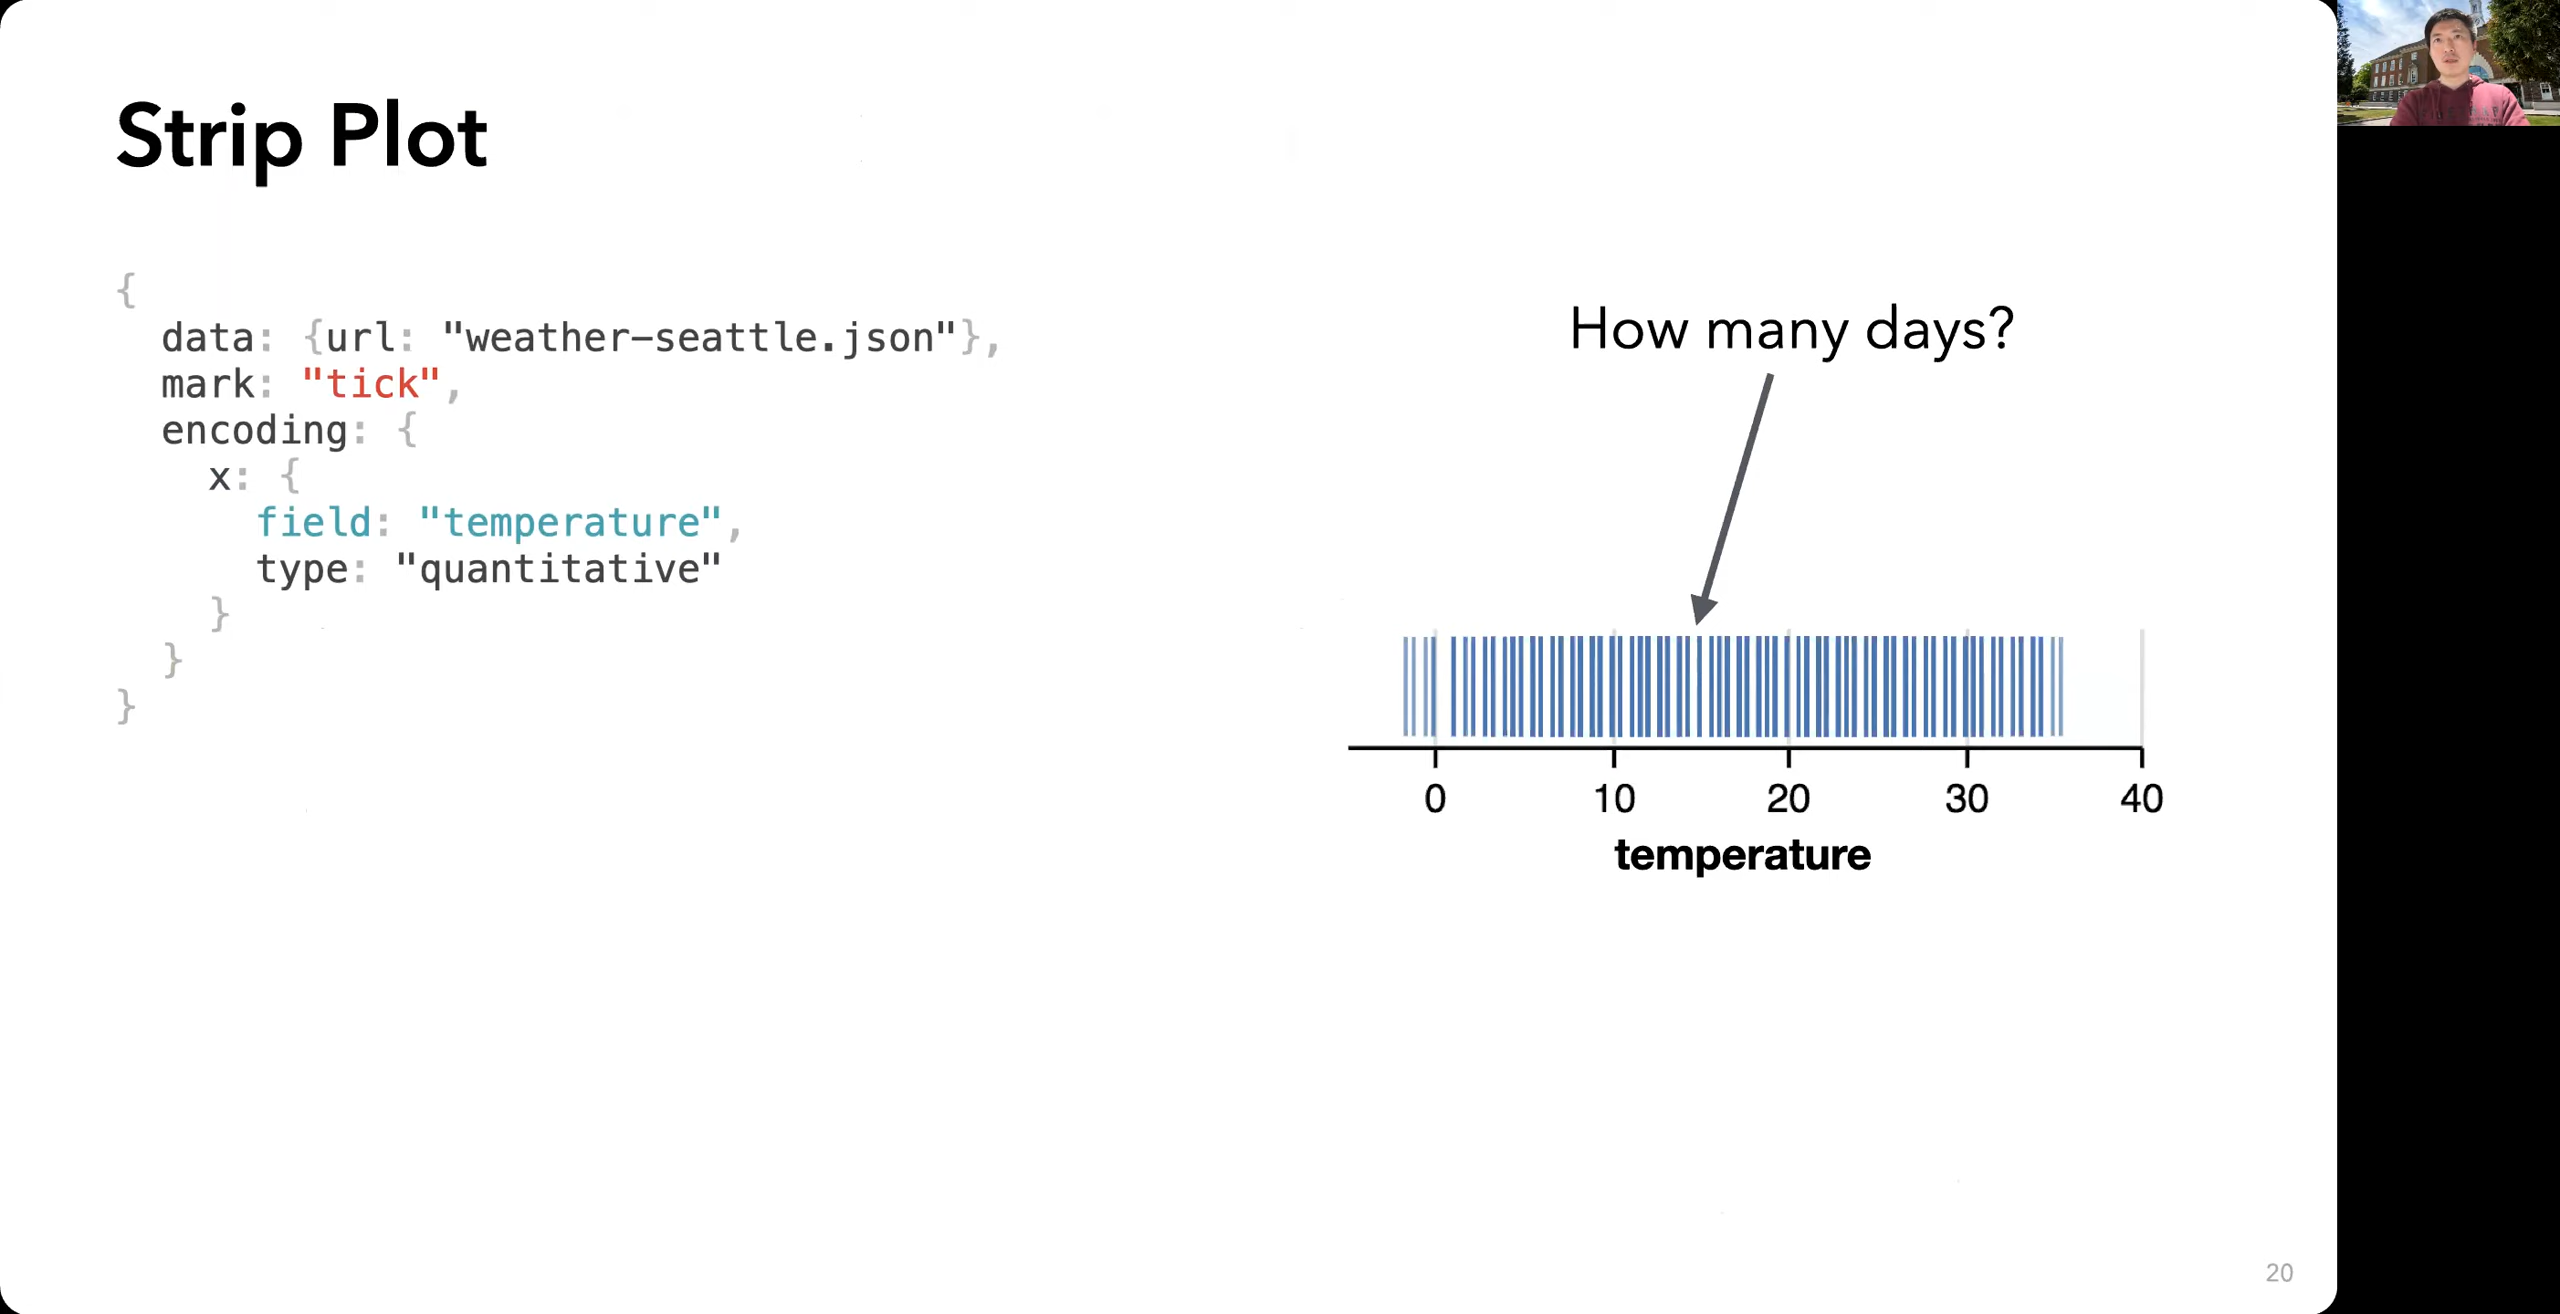 Strip Plot
{
  data: {url: "weather-seattle.json"},
  mark: "tick",
  encoding: {
    x: {
      field: "temperature",
      type: "quantitative"
    }
  }
}
How many days?
0 10 20 30 40
temperature
20